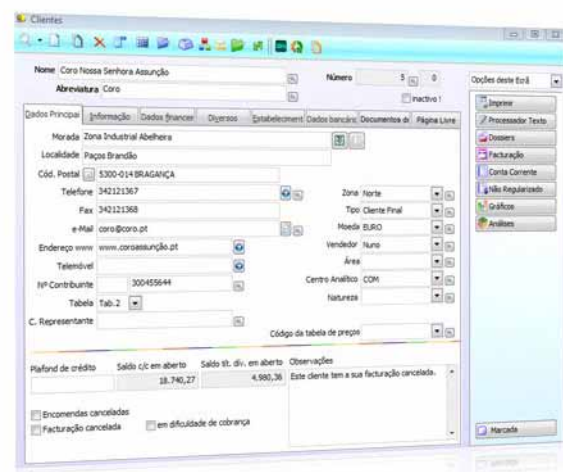 Clientes
Nome Coro Nossa Senhora Assunção Número 5 0
Abreviatura Coro inactivo !
Dados Principai Informação Dados financer Diversos Estabeleciment Dados bancário Documentos do Página Livre
Morada Zona Industrial Abelheira
Localidade Paços Brandão
Cód. Postal 5300-014 BRAGANÇA
Telefone 342121367 Zona Norte
Fax 342121368 Tipo Cliente Final
e-Mail coro@coro.pt Moeda EURO
Endereço www www.coroassunção.pt Vendedor Nuno
Telemóvel Área
Nº Contribuinte 300455644 Centro Analítico COM
Tabela Tab.2 Natureza
C. Representante
Código da tabela de preços
Plafond de crédito Saldo c/c em aberto Saldo tít. div. em aberto Observações
18.740,27 4.980,36 Este cliente tem a sua facturação cancelada.
Encomendas canceladas
Facturação cancelada em dificuldade de cobrança
Opções deste Ecrã
Imprimir
Processador Texto
Dossiers
Facturação
Conta Corrente
Não Regularizado
Gráficos
Análises
Marcada